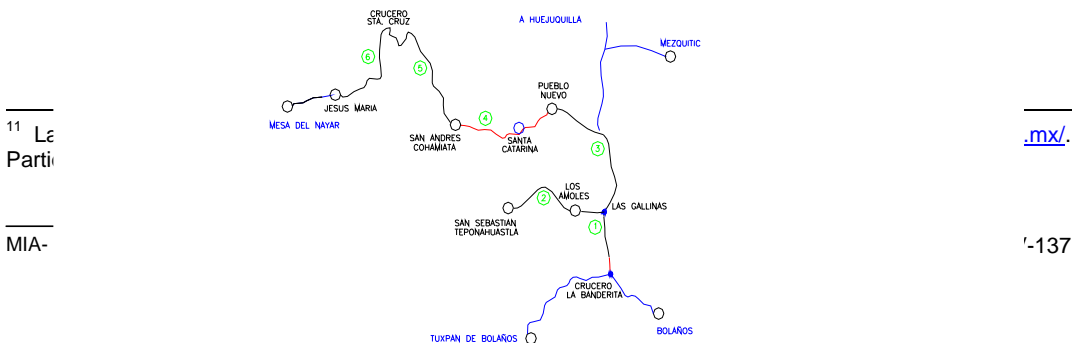 CRUCERO
STA. CRUZ
A HUEJUQUILLA
MEZQUITIC
6
5
PUEBLO
NUEVO
JESUS MARIA
MESA DEL NAYAR
4
SAN ANDRES
COHAMIATA
SANTA
CATARINA
3
11 La
.mx/.
Parti
LOS
AMOLES
2
LAS GALLINAS
SAN SEBASTIAN
TEPONAHUASTLA
1
MIA-
-137
CRUCERO
LA BANDERITA
TUXPAN DE BOLAÑOS
BOLAÑOS